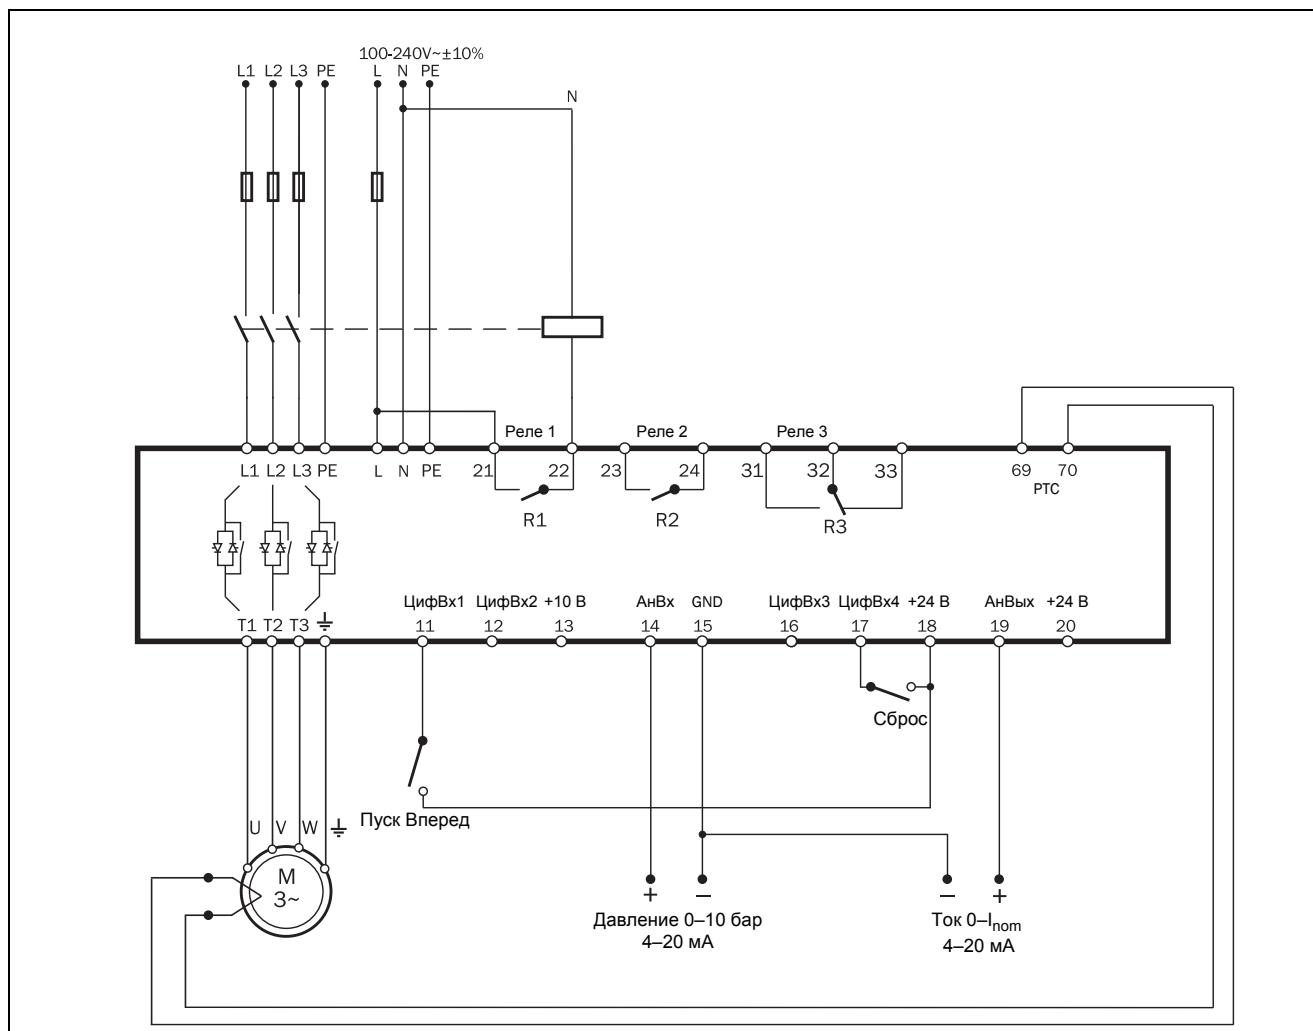 100-240V~±10%
L1 L2 L3 PE L N PE
N
Реле 1 Реле 2 Реле 3
L1 L2 L3 PE L N PE 21 22 23 24 31 32 33 69 70
PTC
R1 R2 R3
ЦифВх1 ЦифВх2 +10 В АнВх GND ЦифВх3 ЦифВх4 +24 В АнВых +24 В
T1 T2 T3 11 12 13 14 15 16 17 18 19 20
Сброс
Пуск Вперед
U V W
M
3~
+ – – +
Давление 0–10 бар Ток 0–Inom
4–20 мА 4–20 мА